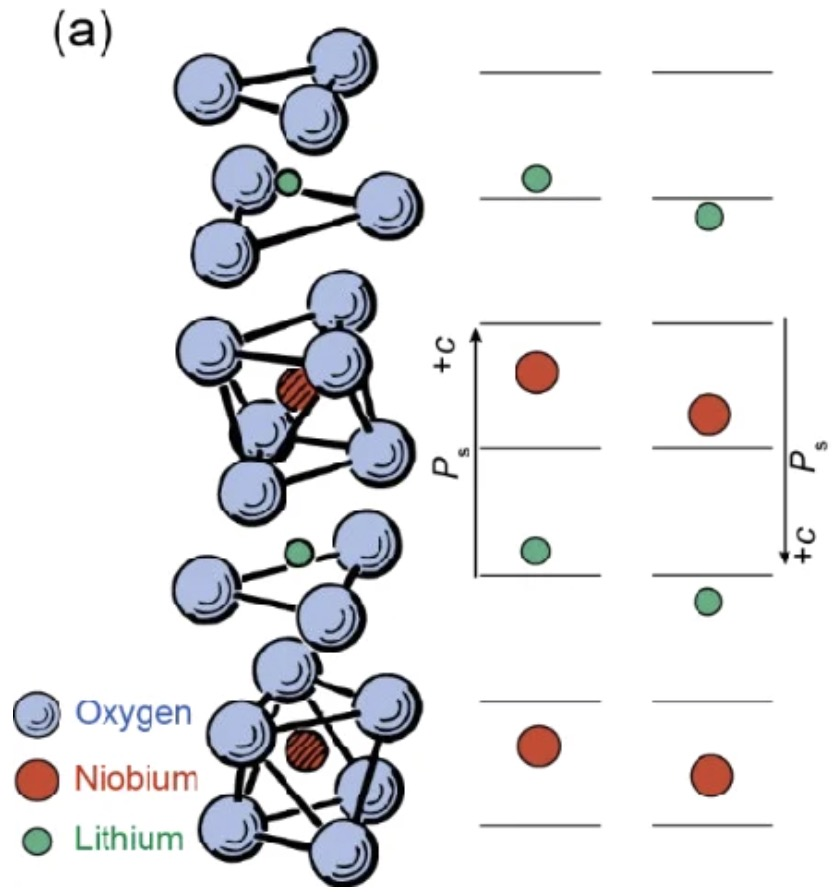 (a)
+c
Ps
Ps
+c
Oxygen
Niobium
Lithium